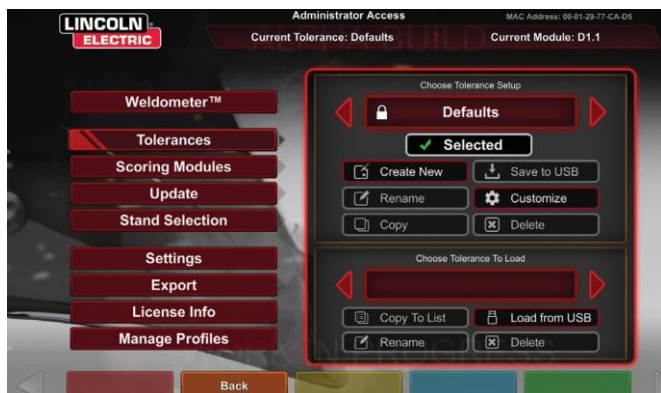 LINCOLN
ELECTRIC
Administrator Access
MAC Address: 00-01-29-77-CA-D5
Current Tolerance: Defaults
Current Module: D1.1
Weldometer™
Tolerances
Scoring Modules
Update
Stand Selection
Settings
Export
License Info
Manage Profiles
Choose Tolerance Setup
Defaults
Selected
Create New
Save to USB
Rename
Customize
Copy
Delete
Choose Tolerance To Load
Copy To List
Load from USB
Rename
Delete
WORK IN PROGRESS
Back